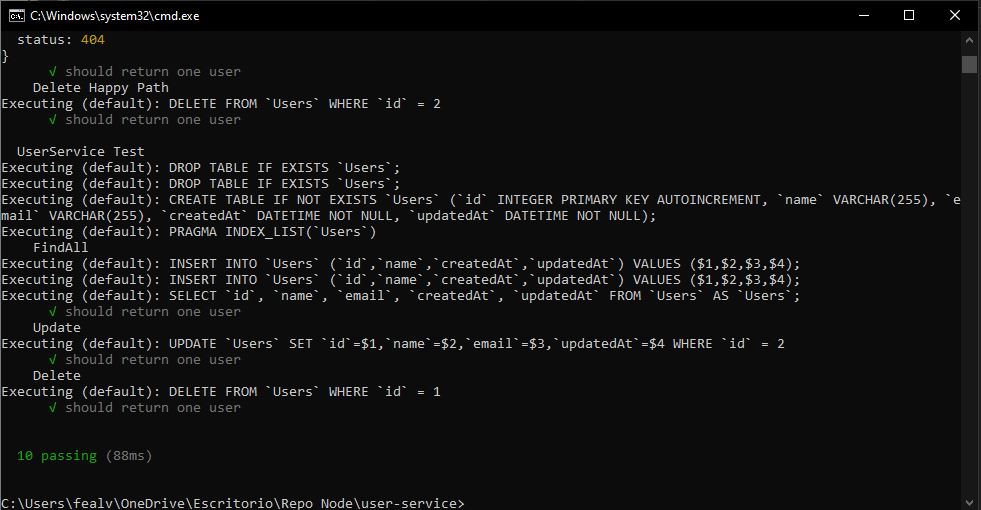 C:\Windows\system32\cmd.exe
  status: 404
}
      √ should return one user
    Delete Happy Path
Executing (default): DELETE FROM `Users` WHERE `id` = 2
      √ should return one user

  UserService Test
Executing (default): DROP TABLE IF EXISTS `Users`;
Executing (default): DROP TABLE IF EXISTS `Users`;
Executing (default): CREATE TABLE IF NOT EXISTS `Users` (`id` INTEGER PRIMARY KEY AUTOINCREMENT, `name` VARCHAR(255), `e
mail` VARCHAR(255), `createdAt` DATETIME NOT NULL, `updatedAt` DATETIME NOT NULL);
Executing (default): PRAGMA INDEX_LIST(`Users`)
    FindAll
Executing (default): INSERT INTO `Users` (`id`,`name`,`createdAt`,`updatedAt`) VALUES ($1,$2,$3,$4);
Executing (default): INSERT INTO `Users` (`id`,`name`,`createdAt`,`updatedAt`) VALUES ($1,$2,$3,$4);
Executing (default): SELECT `id`, `name`, `email`, `createdAt`, `updatedAt` FROM `Users` AS `Users`;
      √ should return one user
    Update
Executing (default): UPDATE `Users` SET `id`=$1,`name`=$2,`email`=$3,`updatedAt`=$4 WHERE `id` = 2
      √ should return one user
    Delete
Executing (default): DELETE FROM `Users` WHERE `id` = 1
      √ should return one user

  10 passing (88ms)

C:\Users\fealv\OneDrive\Escritorio\Repo Node\user-service>